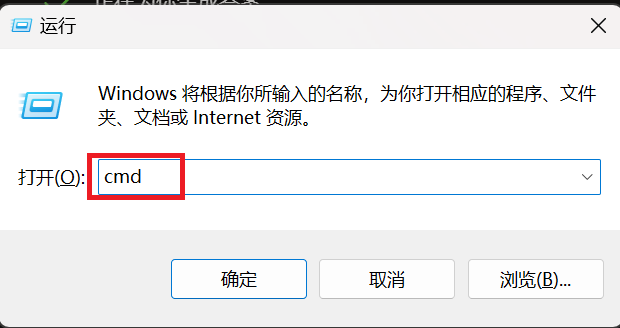 运行
Windows 将根据你所输入的名称，为你打开相应的程序、文件
夹、文档或 Internet 资源。
打开(O): cmd
确定 取消 浏览(B)...